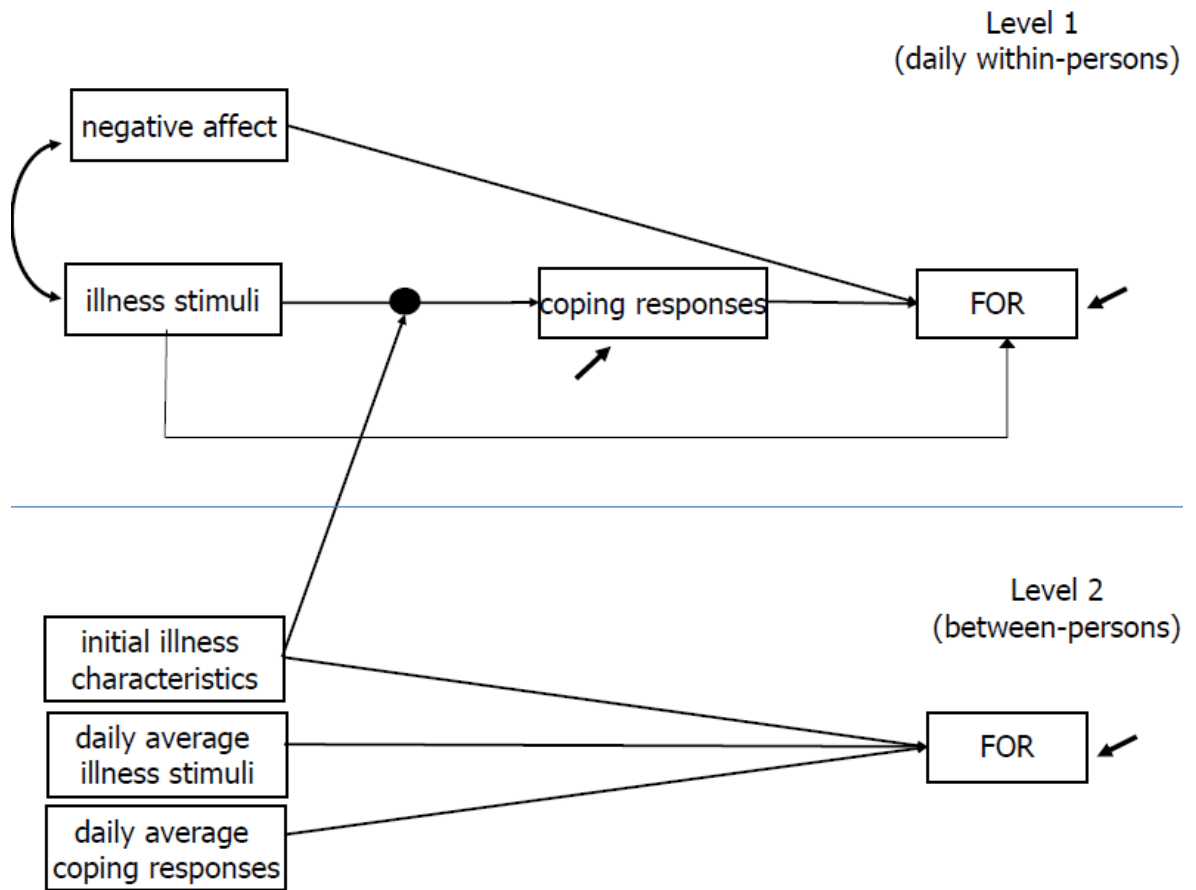 Level 1
(daily within-persons)
negative affect
illness stimuli
coping responses
FOR
Level 2
(between-persons)
initial illness
characteristics
daily average
illness stimuli
FOR
daily average
coping responses